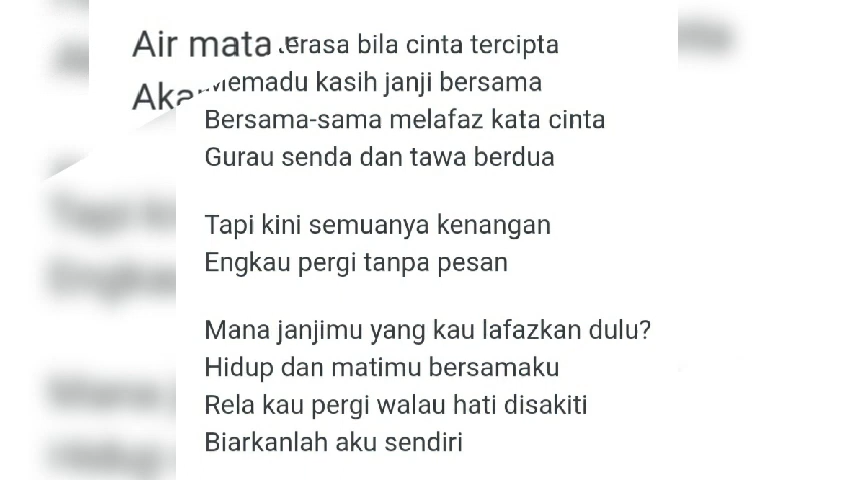 Air mata
terasa bila cinta tercipta
Memadu kasih janji bersama
Bersama-sama melafaz kata cinta
Gurau senda dan tawa berdua
Tapi kini semuanya kenangan
Engkau pergi tanpa pesan
Mana janjimu yang kau lafazkan dulu?
Hidup dan matimu bersamaku
Rela kau pergi walau hati disakiti
Biarkanlah aku sendiri